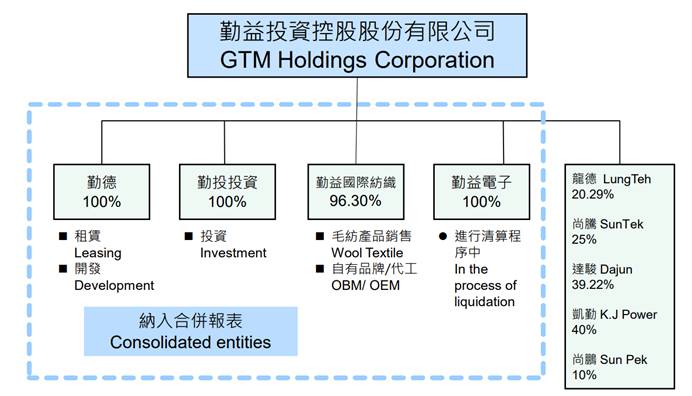 勤益投資控股股份有限公司
GTM Holdings Corporation
勤德
100%
勤投投資
100%
勤益國際紡織
96.30%
勤益電子
100%
■ 租賃
Leasing
■ 開發
Development
■ 投資
Investment
■ 毛紡產品銷售
Wool Textile
■ 自有品牌/代工
OBM/ OEM
● 進行清算程
序中
In the
process of
liquidation
納入合併報表
Consolidated entities
龍德 LungTeh
20.29%
尚騰 SunTek
25%
達駿 Dajun
39.22%
凱勤 K.J Power
40%
尚鵬 Sun Pek
10%